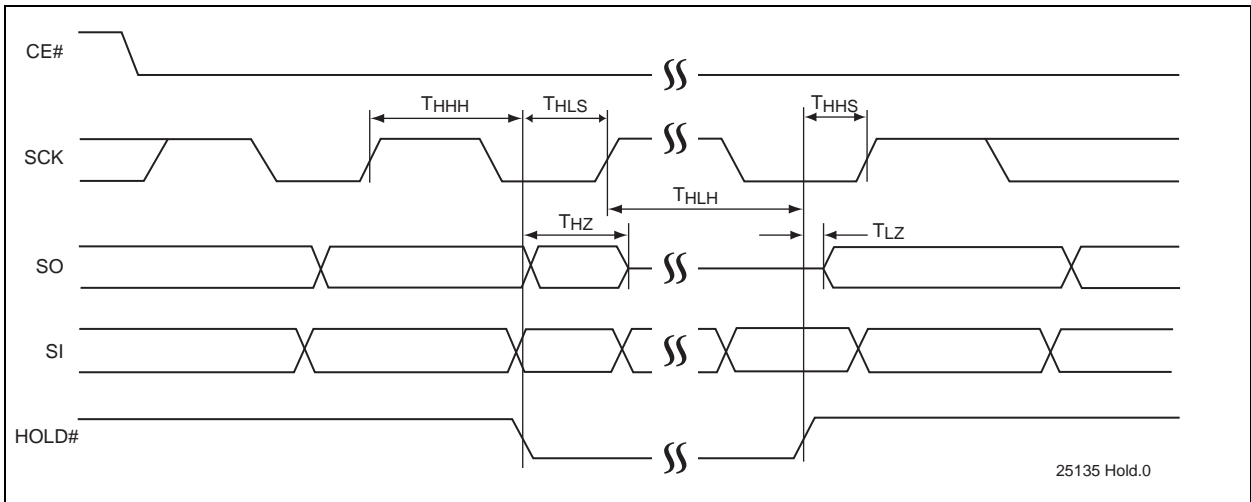 CE#
THHH
THLS
THHS
SCK
THLH
THZ
TLZ
SO
SI
HOLD#
25135 Hold.0